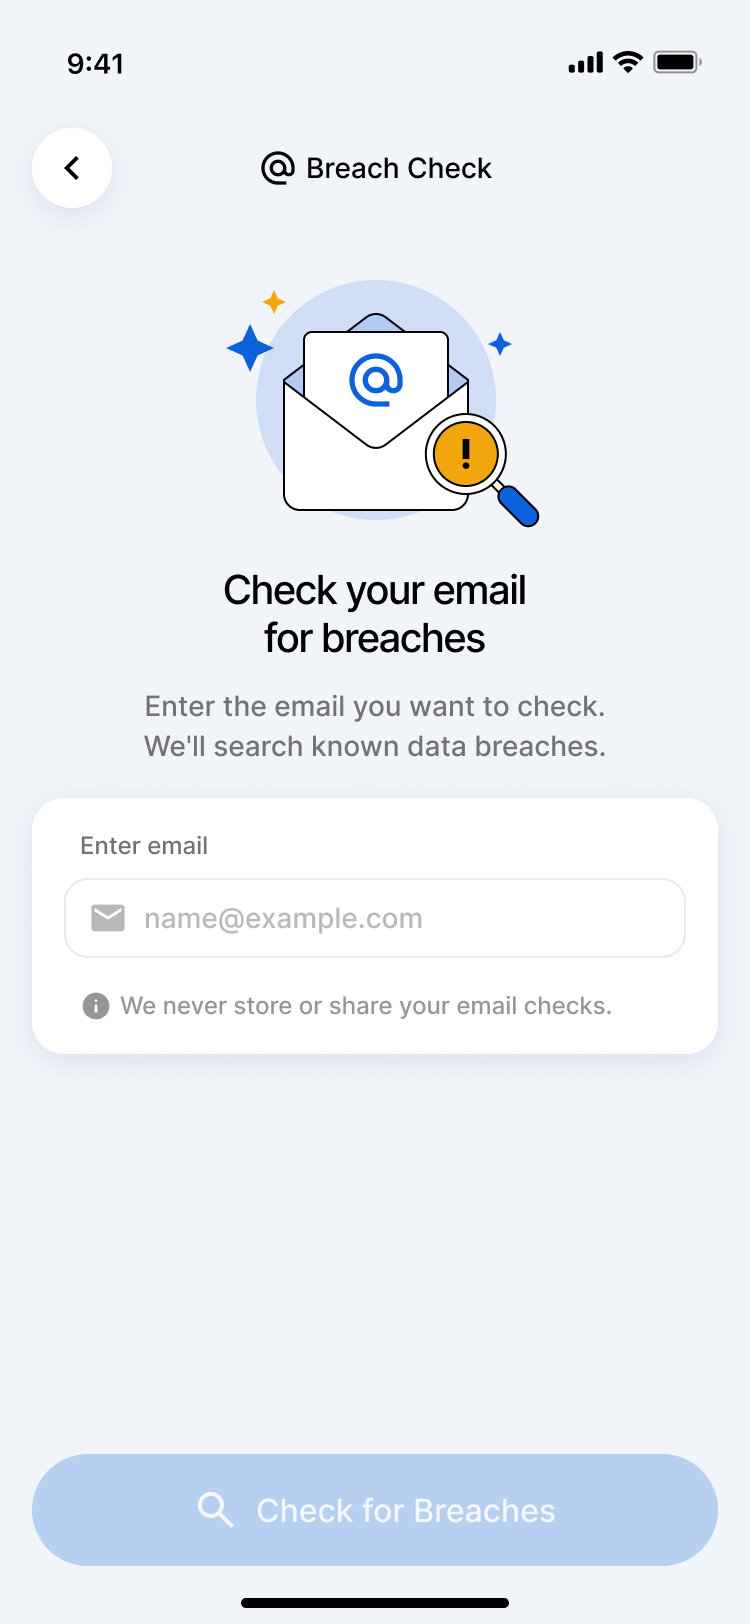 9:41
Breach Check
Check your email
for breaches
Enter the email you want to check.
We'll search known data breaches.
Enter email
name@example.com
We never store or share your email checks.
Check for Breaches